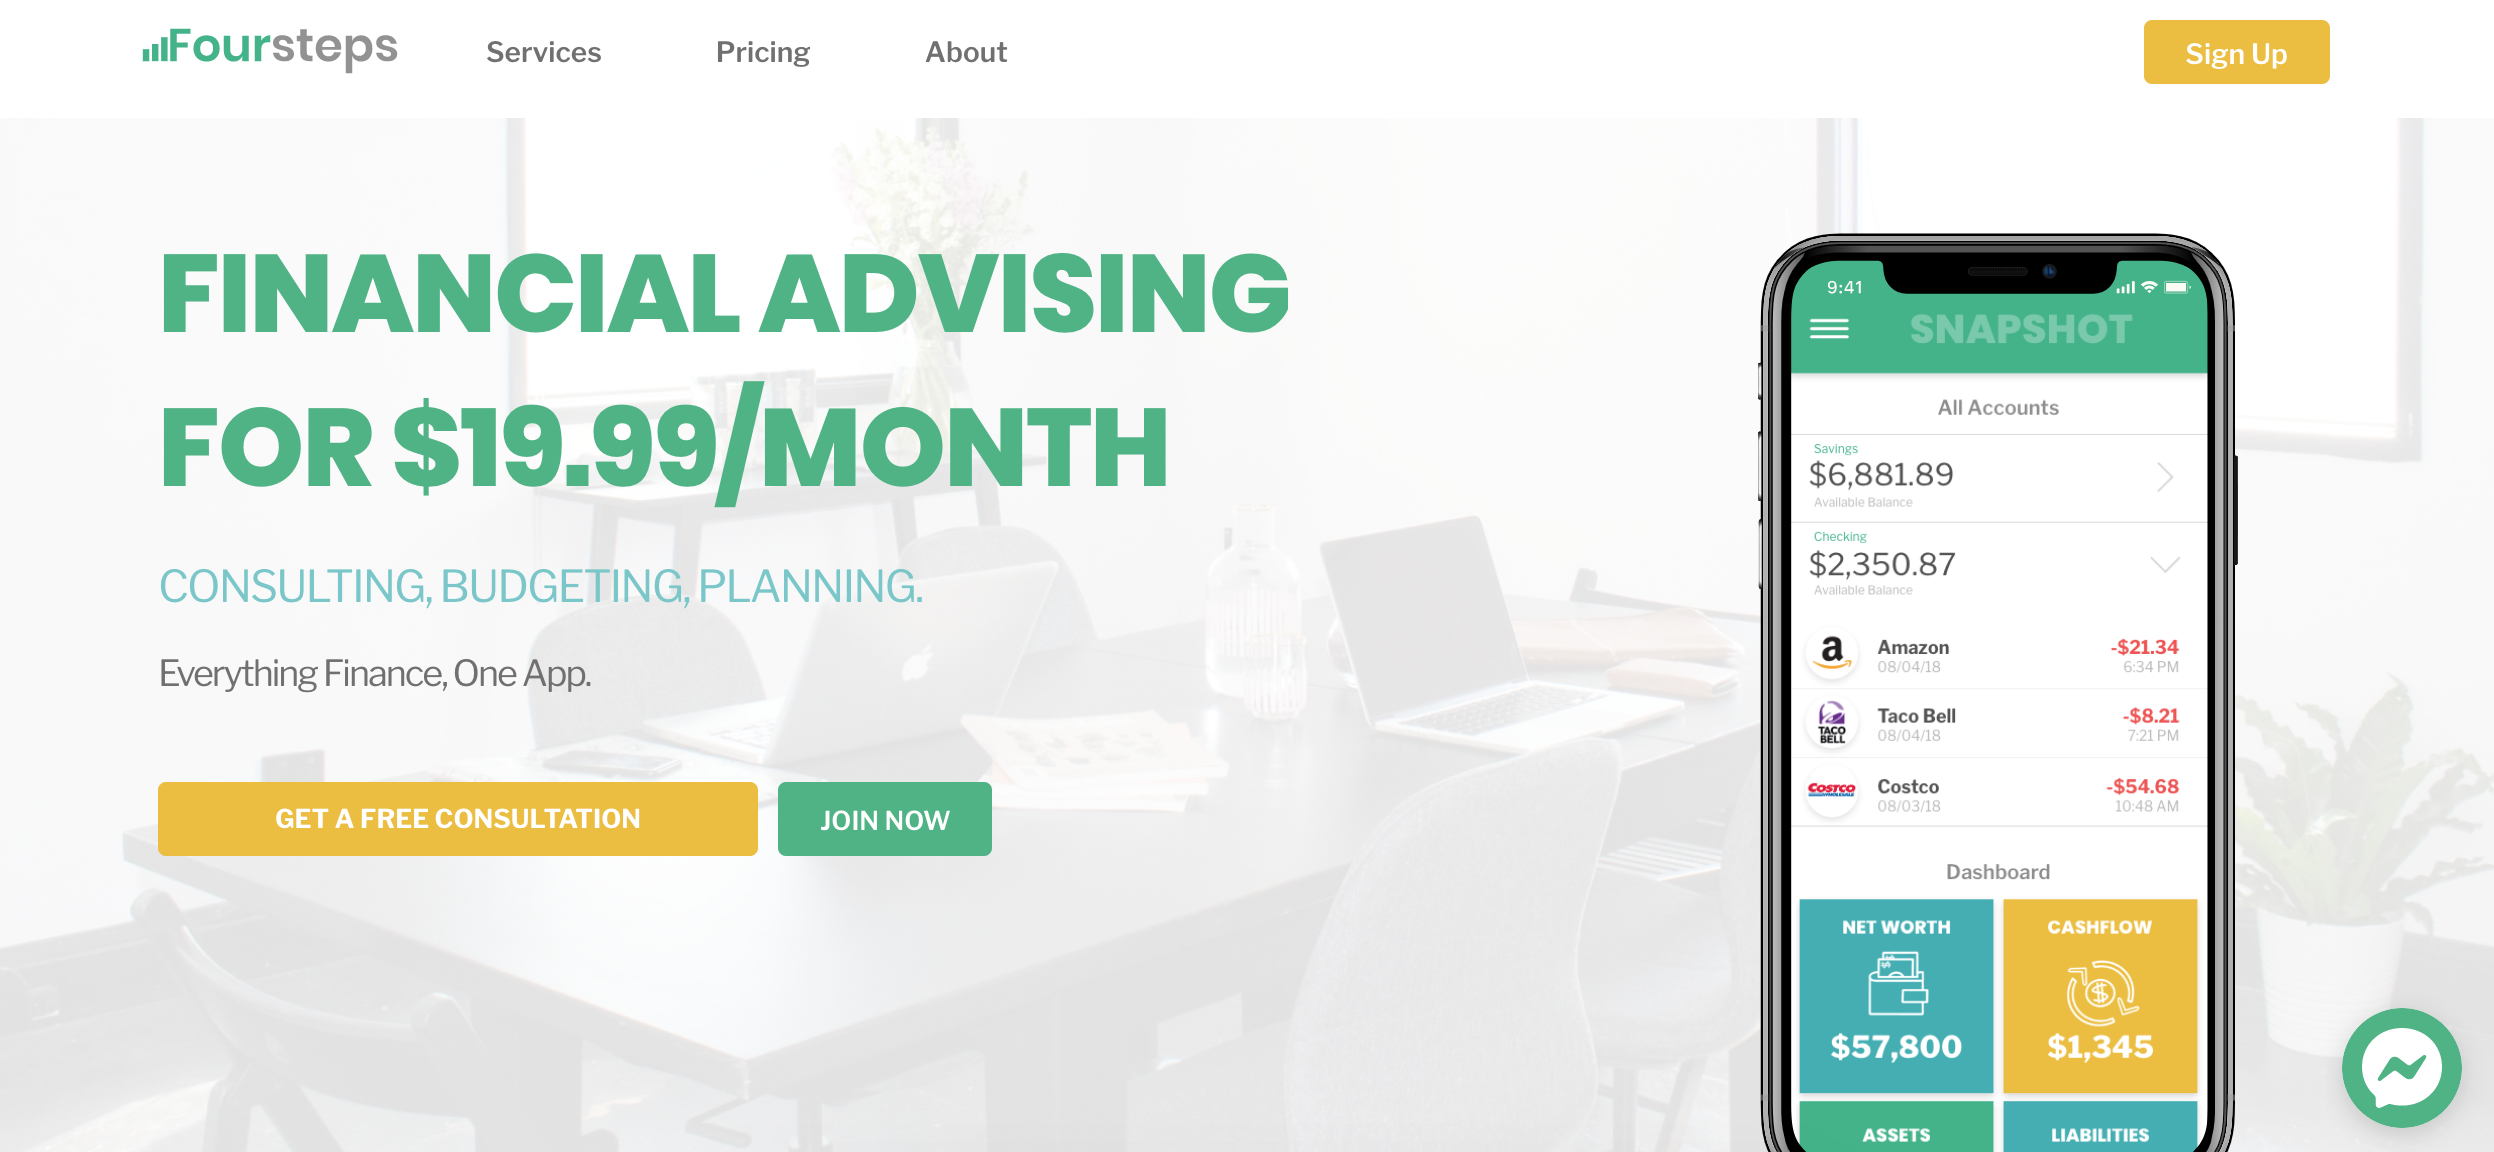 Foursteps
Services
Pricing
About
Sign Up
FINANCIAL ADVISING
FOR $19.99/MONTH
CONSULTING, BUDGETING, PLANNING.
Everything Finance, One App.
GET A FREE CONSULTATION
JOIN NOW
9:41
SNAPSHOT
All Accounts
Savings
$6,881.89
Available Balance
Checking
$2,350.87
Available Balance
a
Amazon
-$21.34
08/04/18
6:34 PM
TACO
BELL
Taco Bell
-$8.21
08/04/18
7:21 PM
COSTCO
WHOLESALE
Costco
-$54.68
08/03/18
10:48 AM
Dashboard
NET WORTH
$57,800
CASHFLOW
$1,345
ASSETS
LIABILITIES